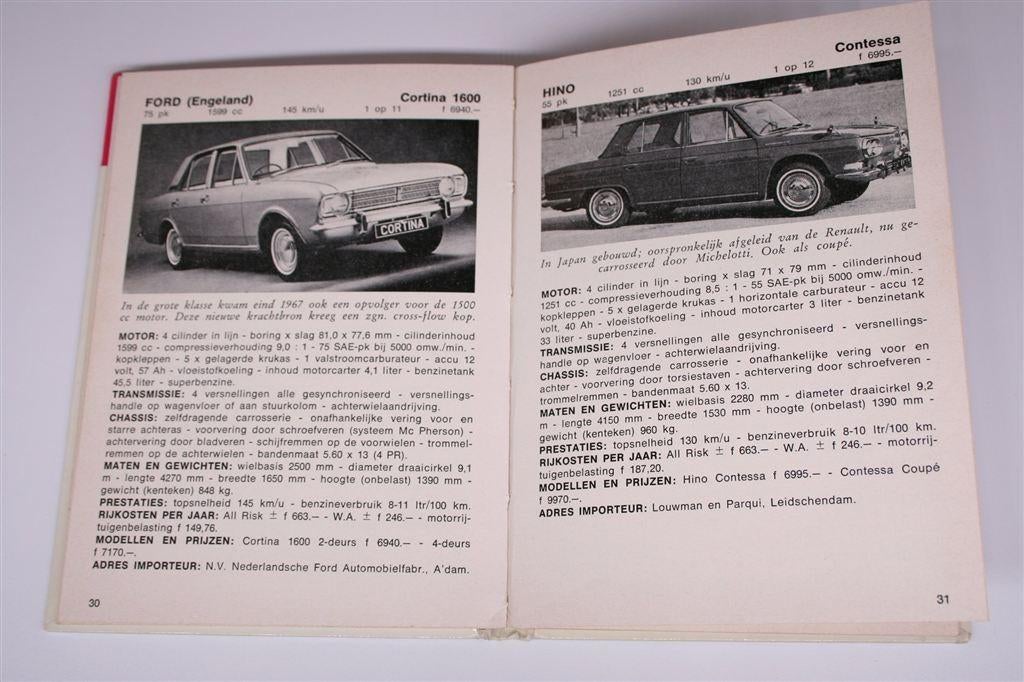 FORD (Engeland) Cortina 1600
75 pk 1599 cc 145 km/u 1 op 11 f 6940.—
CORTINA
In de grote klasse kwam eind 1967 ook een opvolger voor de 1500
cc motor. Deze nieuwe krachtbron kreeg een zgn. cross-flow kop.
MOTOR: 4 cilinder in lijn - boring x slag 81,0 x 77,6 mm - cilinderinhoud
1599 cc - compressieverhouding 9,0 : 1 - 75 SAE-pk bij 5000 omw./min. -
kopkleppen - 5 x gelagerde krukas - 1 valstroomcarburateur - accu 12
volt, 57 Ah - vloeistofkoeling - inhoud motorcarter 4,1 liter - benzinetank
45,5 liter - superbenzine.
TRANSMISSIE: 4 versnellingen alle gesynchroniseerd - versnellings-
handle op wagenvloer of aan stuurkolom - achterwielaandrijving.
CHASSIS: zelfdragende carrosserie - onafhankelijke vering voor en
starre achteras - voorvering door schroefveren (systeem Mc Pherson) -
achtervering door bladveren - schijfremmen op de voorwielen - trommel-
remmen op de achterwielen - bandenmaat 5.60 x 13 (4 PR).
MATEN EN GEWICHTEN: wielbasis 2500 mm - diameter draaicirkel 9,1
m - lengte 4270 mm - breedte 1650 mm - hoogte (onbelast) 1390 mm -
gewicht (kenteken) 848 kg.
PRESTATIES: topsnelheid 145 km/u - benzineverbruik 8-11 ltr/100 km.
RIJKOSTEN PER JAAR: All Risk ± f 663.— - W.A. ± f 246.— - motorrij-
tuigenbelasting f 149,76.
MODELLEN EN PRIJZEN: Cortina 1600 2-deurs f 6940.— - 4-deurs
f 7170.—.
ADRES IMPORTEUR: N.V. Nederlandsche Ford Automobielfabr., A'dam.
30
HINO Contessa
55 pk 1251 cc 130 km/u 1 op 12 f 6995.—
In Japan gebouwd; oorspronkelijk afgeleid van de Renault, nu ge-
carrosseerd door Michelotti. Ook als coupé.
MOTOR: 4 cilinder in lijn - boring x slag 71 x 79 mm - cilinderinhoud
1251 cc - compressieverhouding 8,5 : 1 - 55 SAE-pk bij 5000 omw./min. -
kopkleppen - 5 x gelagerde krukas - 1 horizontale carburateur - accu 12
volt, 40 Ah - vloeistofkoeling - inhoud motorcarter 3 liter - benzinetank
33 liter - superbenzine.
TRANSMISSIE: 4 versnellingen alle gesynchroniseerd - versnellings-
handle op wagenvloer - achterwielaandrijving.
CHASSIS: zelfdragende carrosserie - onafhankelijke vering voor en
achter - voorvering door torsiestaven - achtervering door schroefveren -
trommelremmen - bandenmaat 5.60 x 13.
MATEN EN GEWICHTEN: wielbasis 2280 mm - diameter draaicirkel 9,2
m - lengte 4150 mm - breedte 1530 mm - hoogte (onbelast) 1390 mm -
gewicht (kenteken) 960 kg.
PRESTATIES: topsnelheid 130 km/u - benzineverbruik 8-10 ltr/100 km.
RIJKOSTEN PER JAAR: All Risk ± f 663.— - W.A. ± f 246.— - motorrij-
tuigenbelasting f 187,20.
MODELLEN EN PRIJZEN: Hino Contessa f 6995.— - Contessa Coupé
f 9970.—.
ADRES IMPORTEUR: Louwman en Parqui, Leidschendam.
31